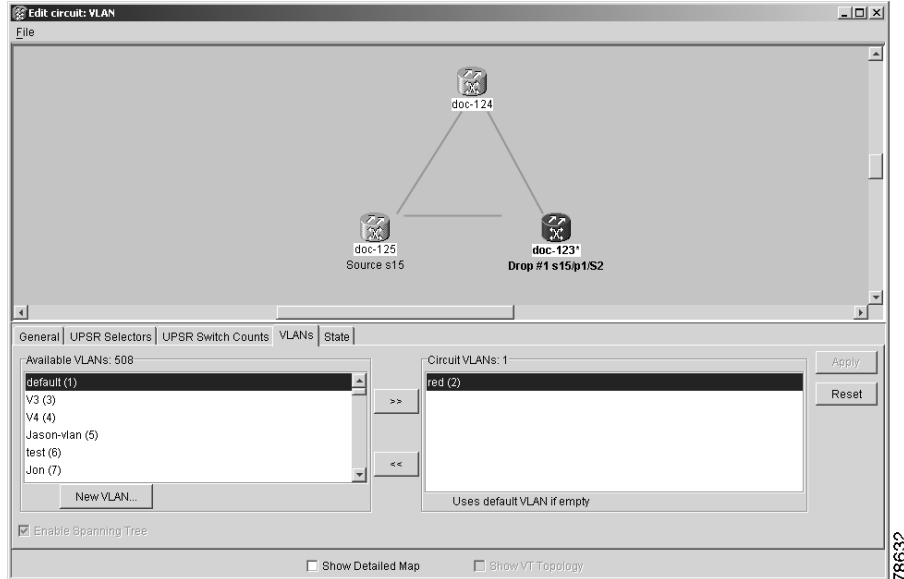 Edit circuit: VLAN
File
doc-124
doc-125
Source s15
doc-123*
Drop #1 s15/p1/S2
General UPSR Selectors UPSR Switch Counts VLANs State
Available VLANs: 508
default (1)
V3 (3)
V4 (4)
Jason-vlan (5)
test (6)
Jon (7)
New VLAN...
>>
<<
Circuit VLANs: 1
red (2)
Uses default VLAN if empty
Apply
Reset
Enable Spanning Tree
Show Detailed Map
Show VT Topology
78632